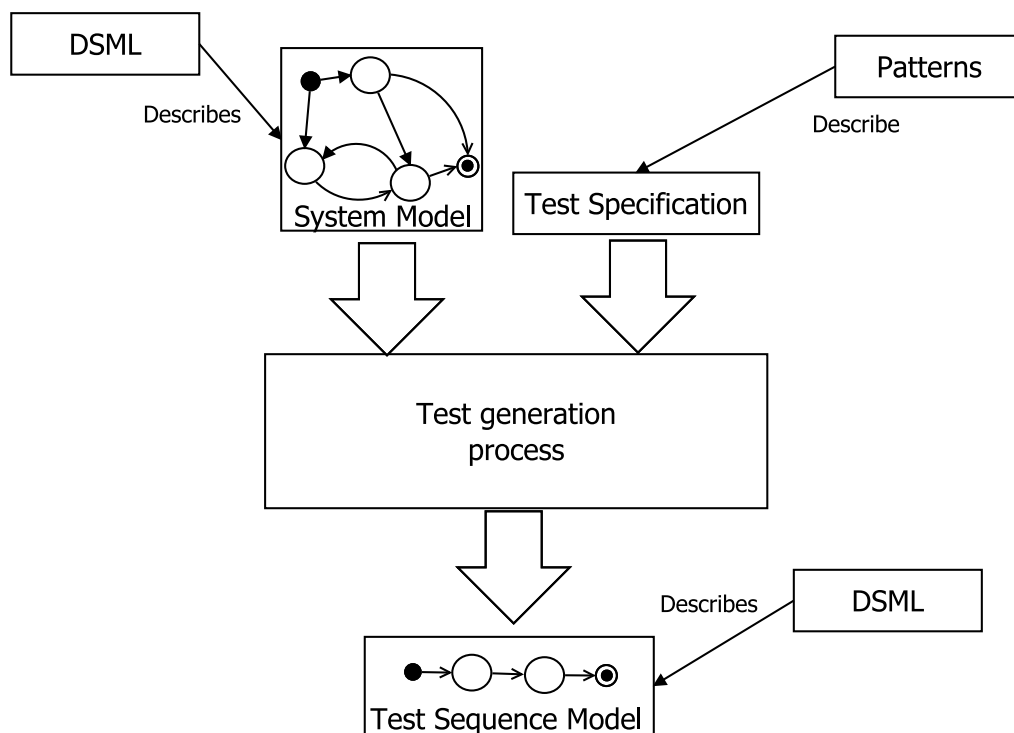 DSML
Patterns
Describes
Describe
System Model
Test Specification
Test generation
process
Describes
DSML
Test Sequence Model